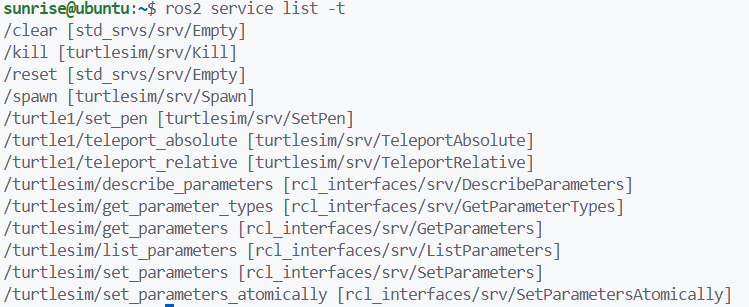 sunrise@ubuntu:~$ ros2 service list -t
/clear [std_srvs/srv/Empty]
/kill [turtlesim/srv/Kill]
/reset [std_srvs/srv/Empty]
/spawn [turtlesim/srv/Spawn]
/turtle1/set_pen [turtlesim/srv/SetPen]
/turtle1/teleport_absolute [turtlesim/srv/TeleportAbsolute]
/turtle1/teleport_relative [turtlesim/srv/TeleportRelative]
/turtlesim/describe_parameters [rcl_interfaces/srv/DescribeParameters]
/turtlesim/get_parameter_types [rcl_interfaces/srv/GetParameterTypes]
/turtlesim/get_parameters [rcl_interfaces/srv/GetParameters]
/turtlesim/list_parameters [rcl_interfaces/srv/ListParameters]
/turtlesim/set_parameters [rcl_interfaces/srv/SetParameters]
/turtlesim/set_parameters_atomically [rcl_interfaces/srv/SetParametersAtomically]